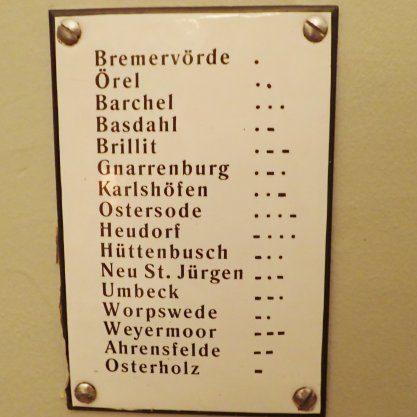 Bremervörde .
Örel ..
Barchel ...
Basdahl .-
Brillit .--
Gnarrenburg .-.
Karlshöfen ..-
Ostersode ...-
Heudorf -...
Hüttenbusch -..
Neu St. Jürgen -.-
Umbeck --.
Worpswede -.
Weyermoor ---
Ahrensfelde --
Osterholz -